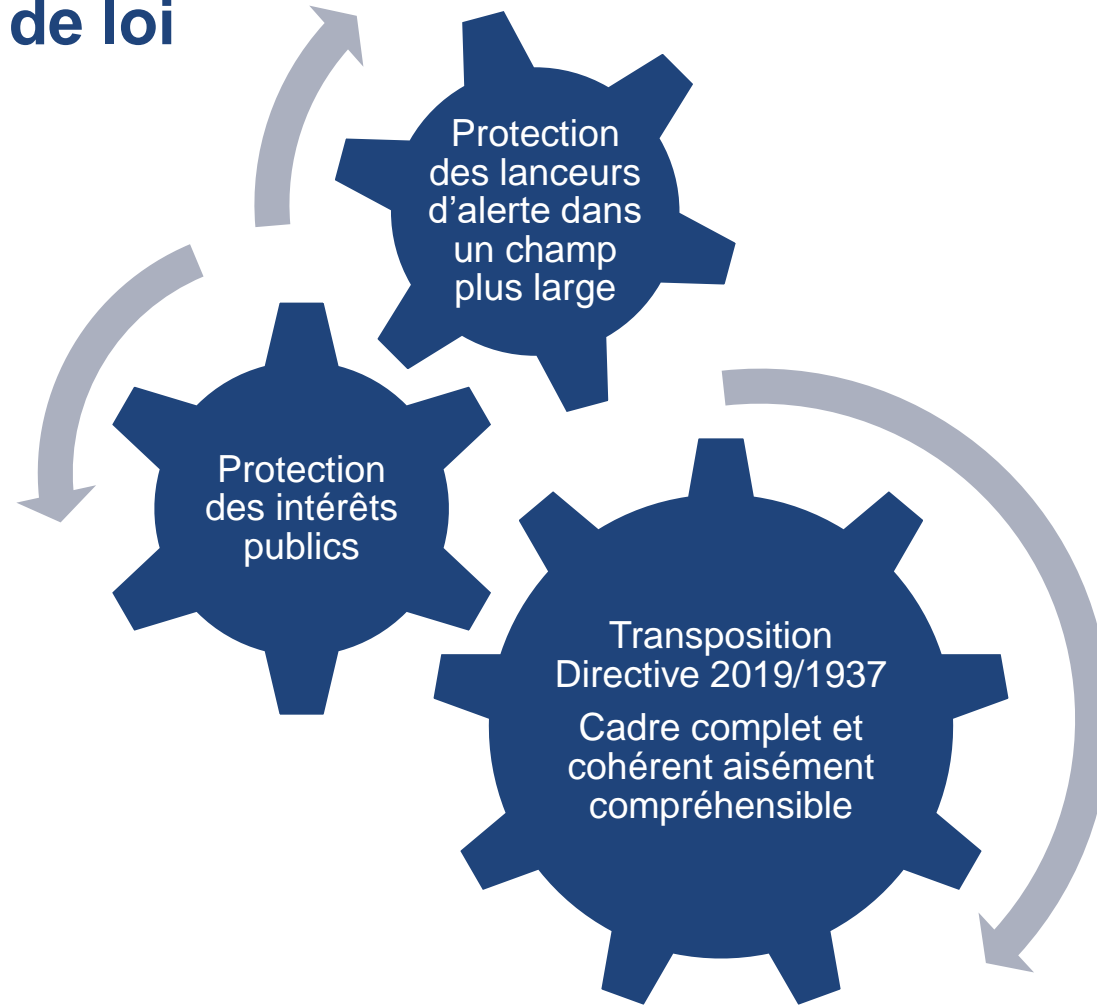 de loi
Protection
des lanceurs
d’alerte dans
un champ
plus large
Protection
des intérêts
publics
Transposition
Directive 2019/1937
Cadre complet et
cohérent aisément
compréhensible